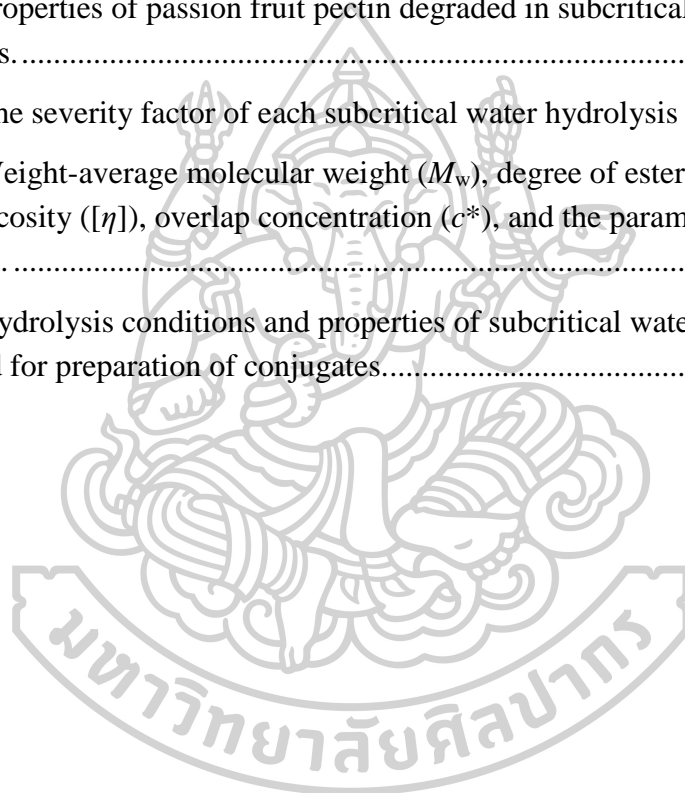 roperties of passion fruit pectin degraded in subcritical
s. ..............................................................................
ne severity factor of each subcritical water hydrolysis
eight-average molecular weight (Mw), degree of ester
cosity ([η]), overlap concentration (c*), and the param
. ..............................................................................
ydrolysis conditions and properties of subcritical wate
l for preparation of conjugates...................................
มหาวิทยาลัยศิลปากร